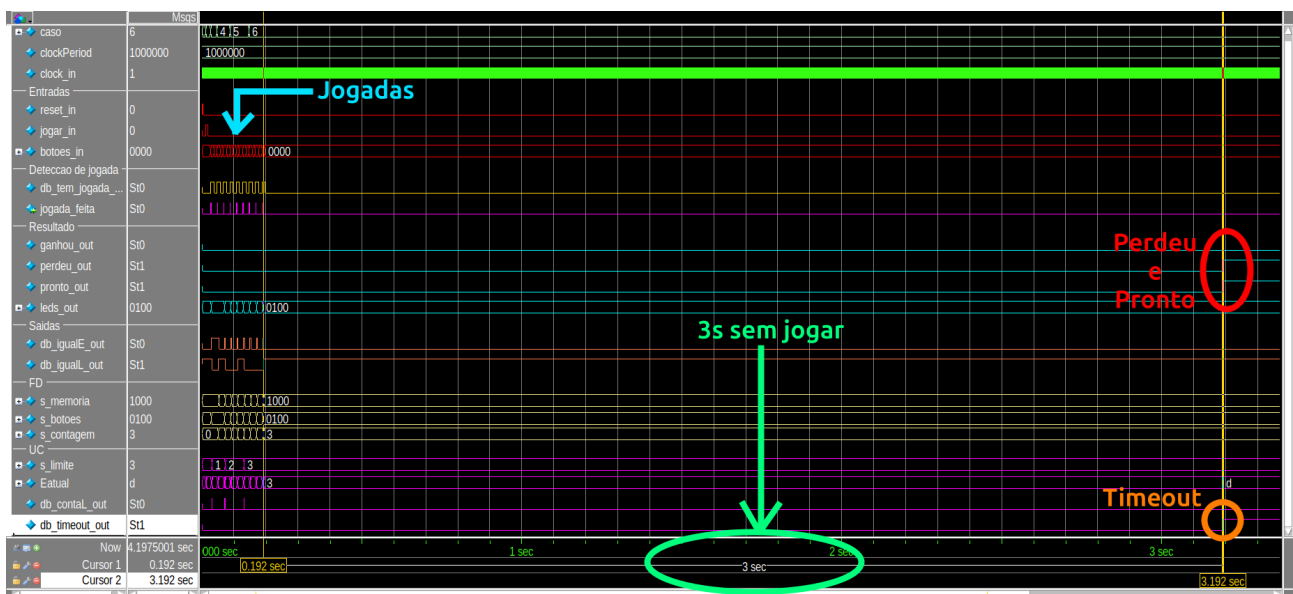 Msgs
caso 6 4 5 6
clockPeriod 1000000 1000000
clock_in 1
Entradas
Jogadas
reset_in 0
jogar_in 0
botoes_in 0000 0000
Deteccao de jogada
db_tem_jogada_... St0
jogada_feita St0
Resultado
ganhou_out St0
perdeu_out St1
pronto_out St1
leds_out 0100 0100
Perdeu
e
Pronto
Saidas
3s sem jogar
db_igualE_out St0
db_igualL_out St1
FD
s_memoria 1000 1000
s_botoes 0100 0100
s_contagem 3 0 3
UC
s_limite 3 1 2 3
Eatual d 3 d
db_contaL_out St0
Timeout
db_timeout_out St1
Now 4.1975001 sec 000 sec 1 sec 2 sec 3 sec
Cursor 1 0.192 sec 0.192 sec 3 sec
Cursor 2 3.192 sec 3.192 sec